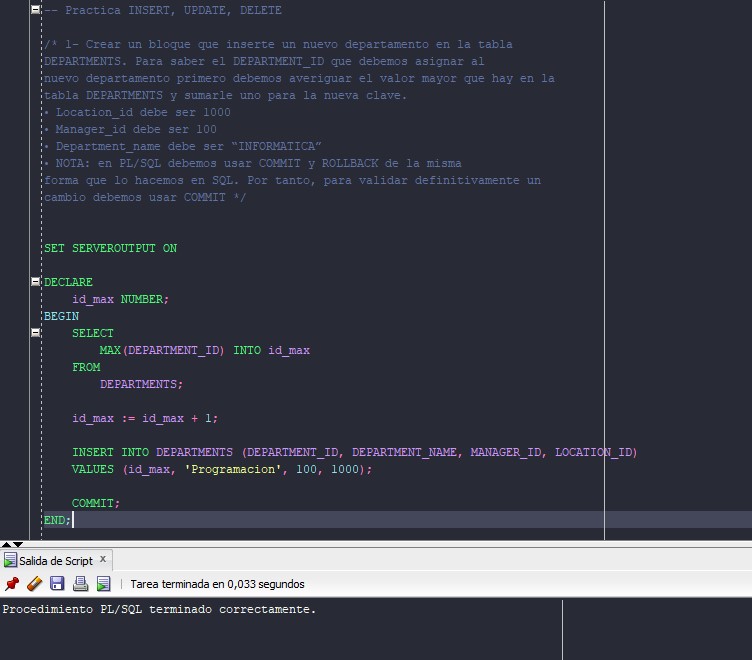 -- Practica INSERT, UPDATE, DELETE
/* 1- Crear un bloque que inserte un nuevo departamento en la tabla
DEPARTMENTS. Para saber el DEPARTMENT_ID que debemos asignar al
nuevo departamento primero debemos averiguar el valor mayor que hay en la
tabla DEPARTMENTS y sumarle uno para la nueva clave.
• Location_id debe ser 1000
• Manager_id debe ser 100
• Department_name debe ser “INFORMATICA”
• NOTA: en PL/SQL debemos usar COMMIT y ROLLBACK de la misma
forma que lo hacemos en SQL. Por tanto, para validar definitivamente un
cambio debemos usar COMMIT */
SET SERVEROUTPUT ON
DECLARE
    id_max NUMBER;
BEGIN
    SELECT
        MAX(DEPARTMENT_ID) INTO id_max
    FROM
        DEPARTMENTS;
    id_max := id_max + 1;
    INSERT INTO DEPARTMENTS (DEPARTMENT_ID, DEPARTMENT_NAME, MANAGER_ID, LOCATION_ID)
    VALUES (id_max, 'Programacion', 100, 1000);
    COMMIT;
END;
Salida de Script x
Tarea terminada en 0,033 segundos
Procedimiento PL/SQL terminado correctamente.